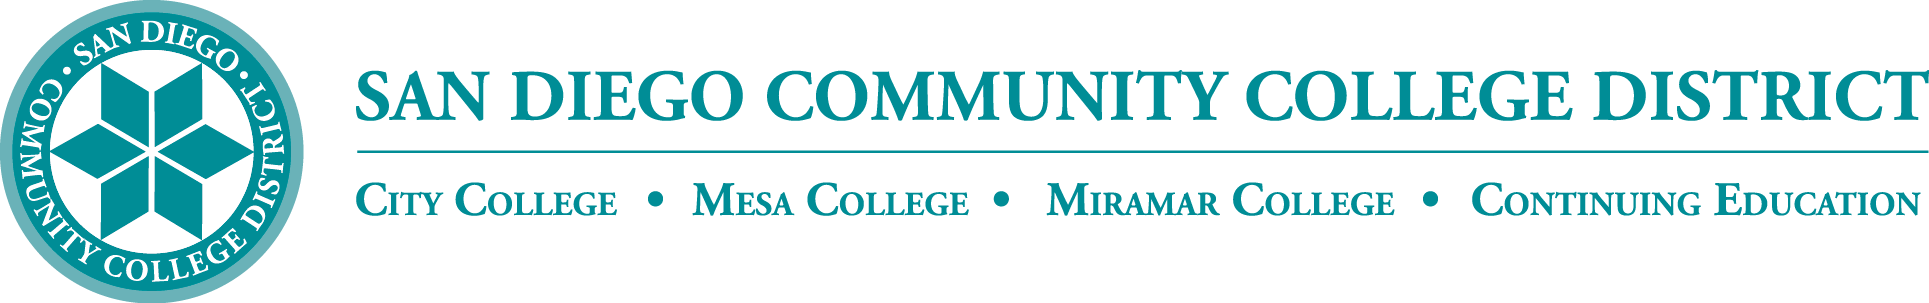 · SAN DIEGO · COMMUNITY COLLEGE DISTRICT
SAN DIEGO COMMUNITY COLLEGE DISTRICT
CITY COLLEGE • MESA COLLEGE • MIRAMAR COLLEGE • CONTINUING EDUCATION